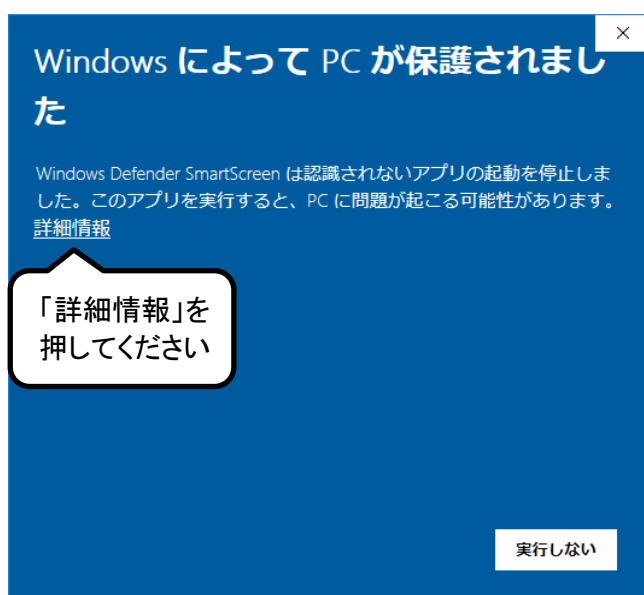 Windows によって PC が保護されまし
た
Windows Defender SmartScreen は認識されないアプリの起動を停止しま
した。このアプリを実行すると、PC に問題が起こる可能性があります。
詳細情報
「詳細情報」を
押してください
実行しない